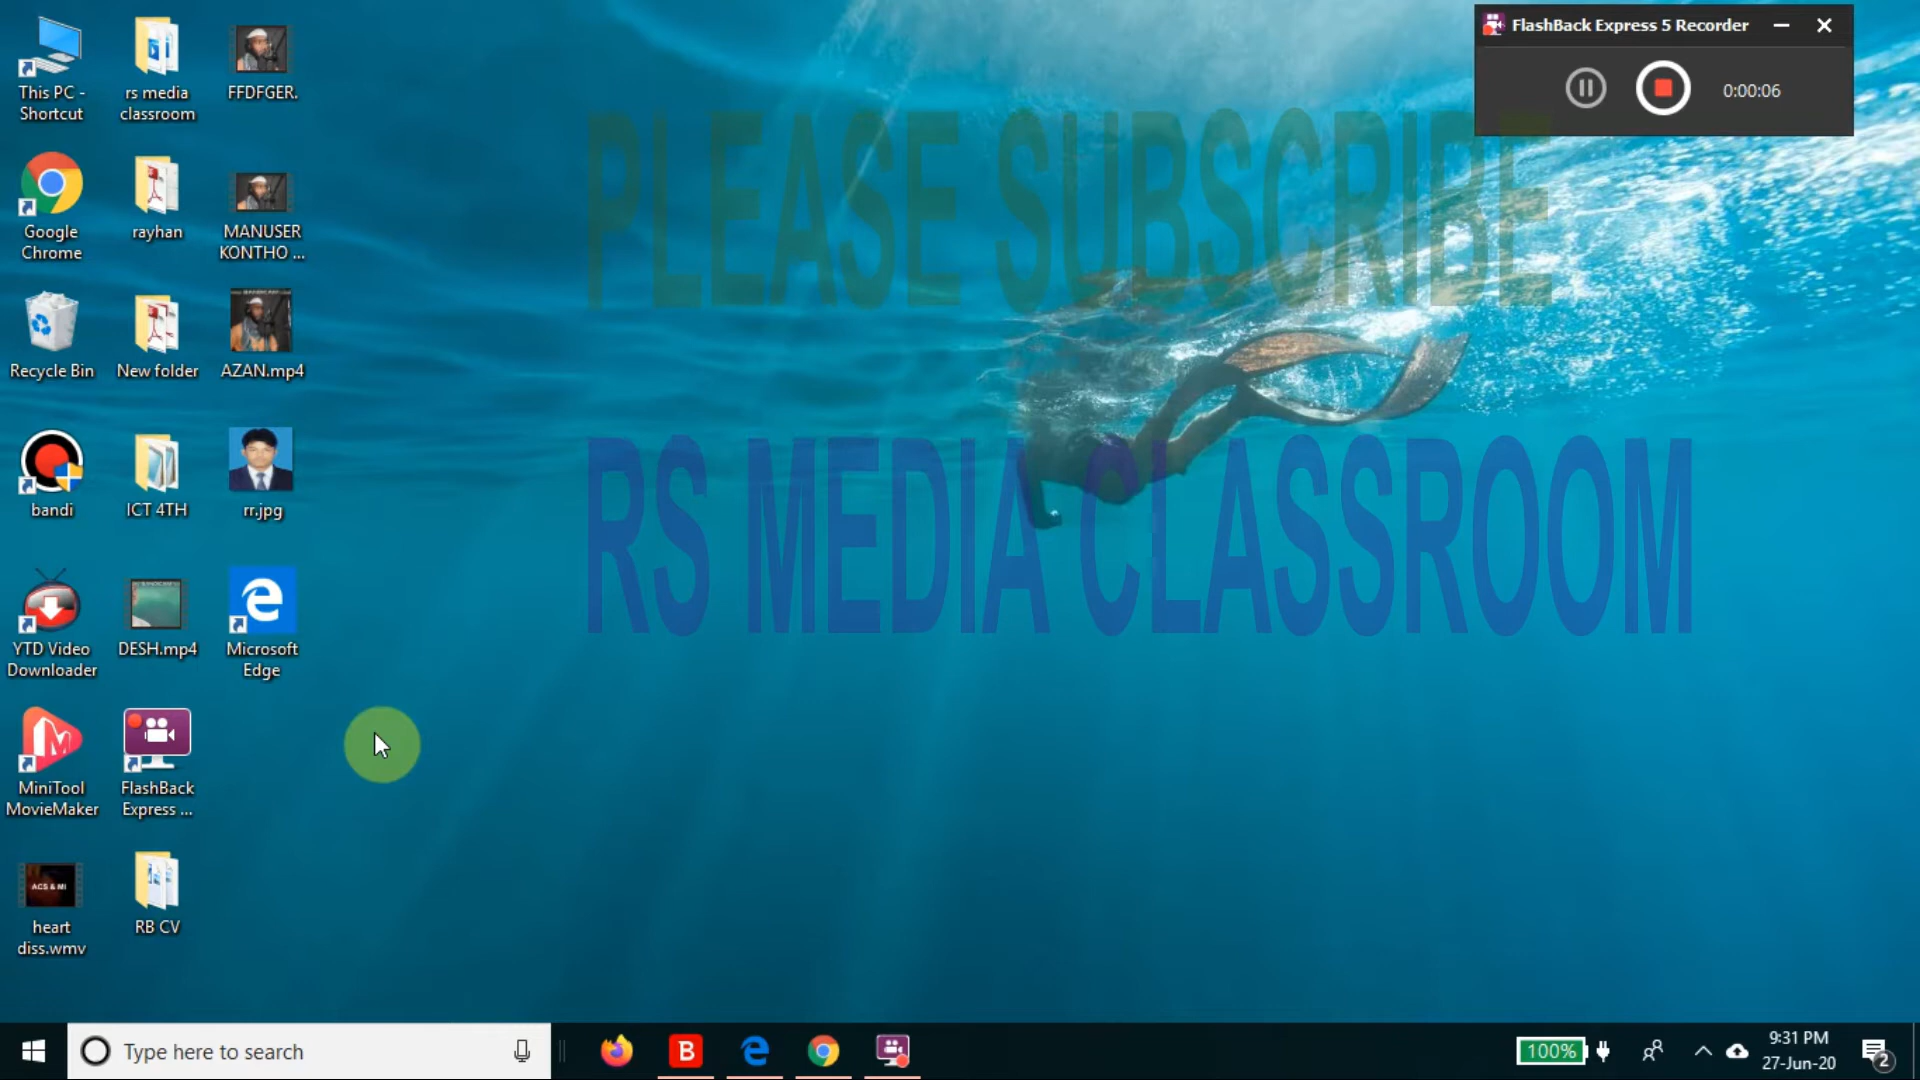 FlashBack Express 5 Recorder
0:00:06
PLEASE SUBSCRIBE
RS MEDIA CLASSROOM
This PC -
Shortcut
rs media
classroom
FFDFGER.
Google
Chrome
rayhan
MANUSER
KONTHO ...
Recycle Bin
New folder
AZAN.mp4
bandi
ICT 4TH
rr.jpg
YTD Video
Downloader
DESH.mp4
Microsoft
Edge
MiniTool
MovieMaker
FlashBack
Express ...
ACS & MI
heart
diss.wmv
RB CV
Type here to search
B
100%
9:31 PM
27-Jun-20
2